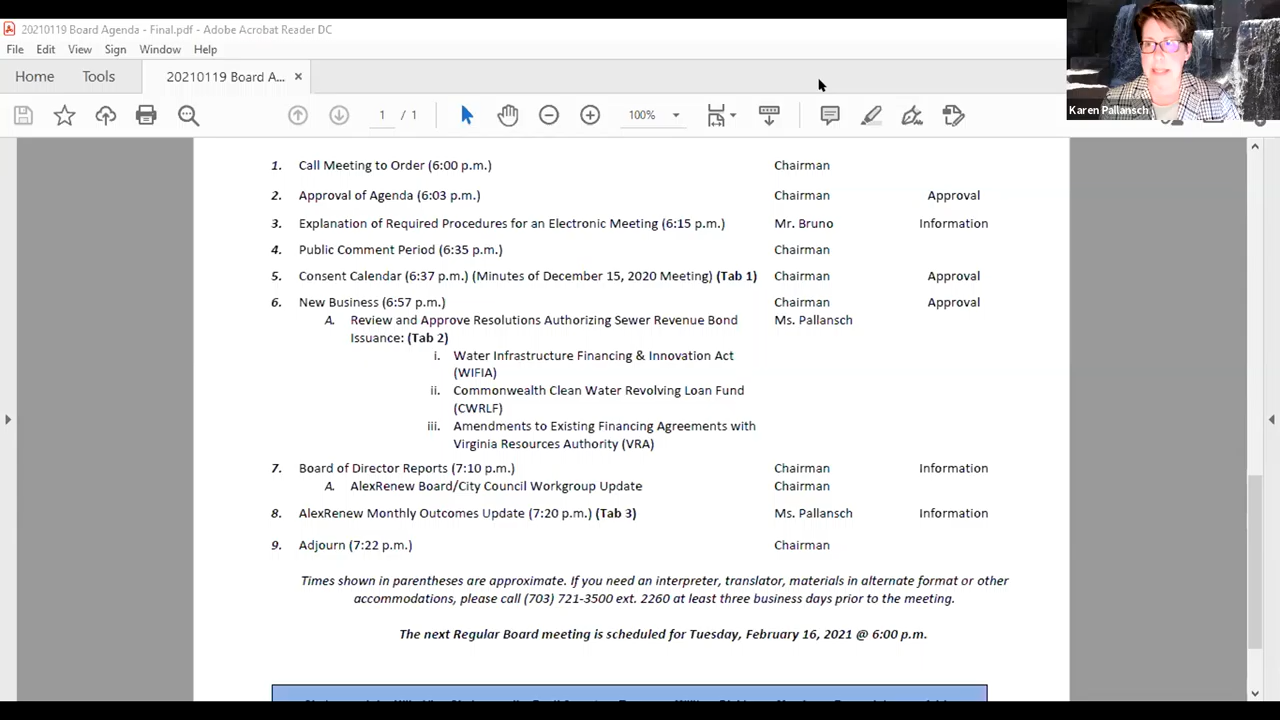 20210119 Board Agenda - Final.pdf - Adobe Acrobat Reader DC
File Edit View Sign Window Help
Home Tools 20210119 Board A... ×
/ 1 100%
Karen Pallansch
1. Call Meeting to Order (6:00 p.m.) Chairman
2. Approval of Agenda (6:03 p.m.) Chairman Approval
3. Explanation of Required Procedures for an Electronic Meeting (6:15 p.m.) Mr. Bruno Information
4. Public Comment Period (6:35 p.m.) Chairman
5. Consent Calendar (6:37 p.m.) (Minutes of December 15, 2020 Meeting) (Tab 1) Chairman Approval
6. New Business (6:57 p.m.) Chairman Approval
A. Review and Approve Resolutions Authorizing Sewer Revenue Bond Ms. Pallansch
Issuance: (Tab 2)
i. Water Infrastructure Financing & Innovation Act
(WIFIA)
ii. Commonwealth Clean Water Revolving Loan Fund
(CWRLF)
iii. Amendments to Existing Financing Agreements with
Virginia Resources Authority (VRA)
7. Board of Director Reports (7:10 p.m.) Chairman Information
A. AlexRenew Board/City Council Workgroup Update Chairman
8. AlexRenew Monthly Outcomes Update (7:20 p.m.) (Tab 3) Ms. Pallansch Information
9. Adjourn (7:22 p.m.) Chairman
Times shown in parentheses are approximate. If you need an interpreter, translator, materials in alternate format or other
accommodations, please call (703) 721-3500 ext. 2260 at least three business days prior to the meeting.
The next Regular Board meeting is scheduled for Tuesday, February 16, 2021 @ 6:00 p.m.